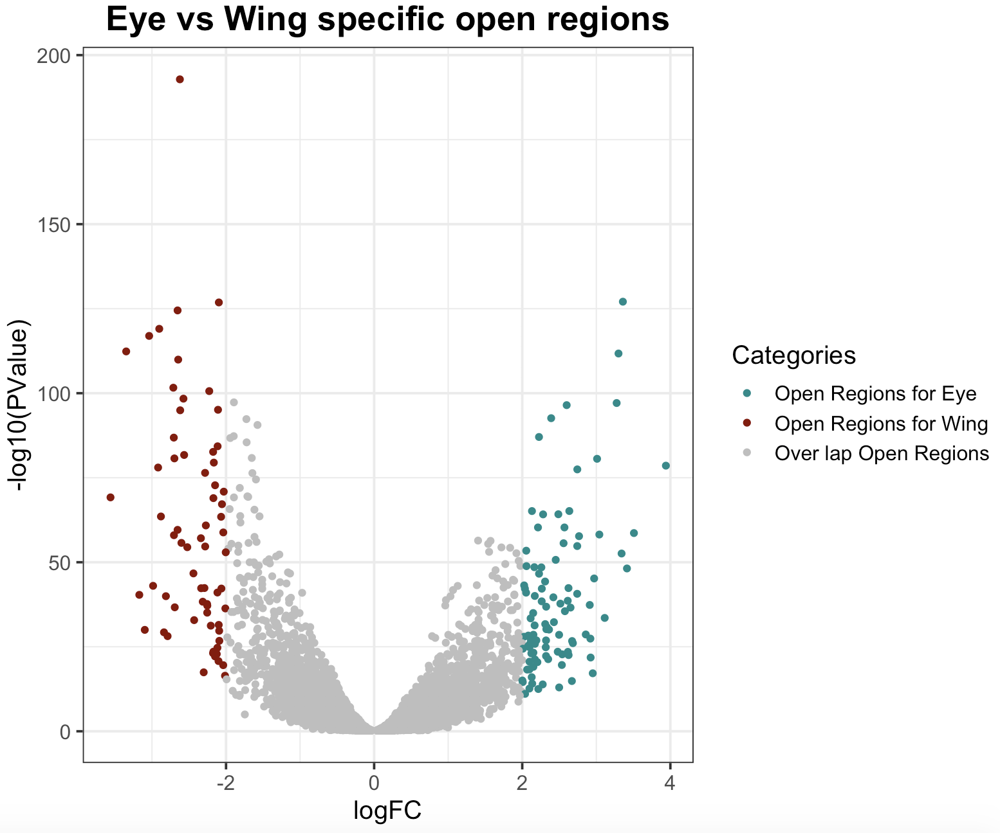 Eye vs Wing specific open regions
200
150
100
50
0
-log10(PValue)
-2
0
2
4
logFC
Categories
Open Regions for Eye
Open Regions for Wing
Over lap Open Regions